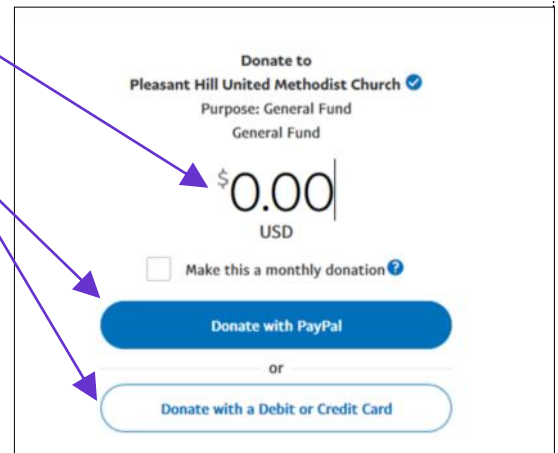 Donate to
Pleasant Hill United Methodist Church
Purpose: General Fund
General Fund
$0.00
USD
Make this a monthly donation ?
Donate with PayPal
or
Donate with a Debit or Credit Card